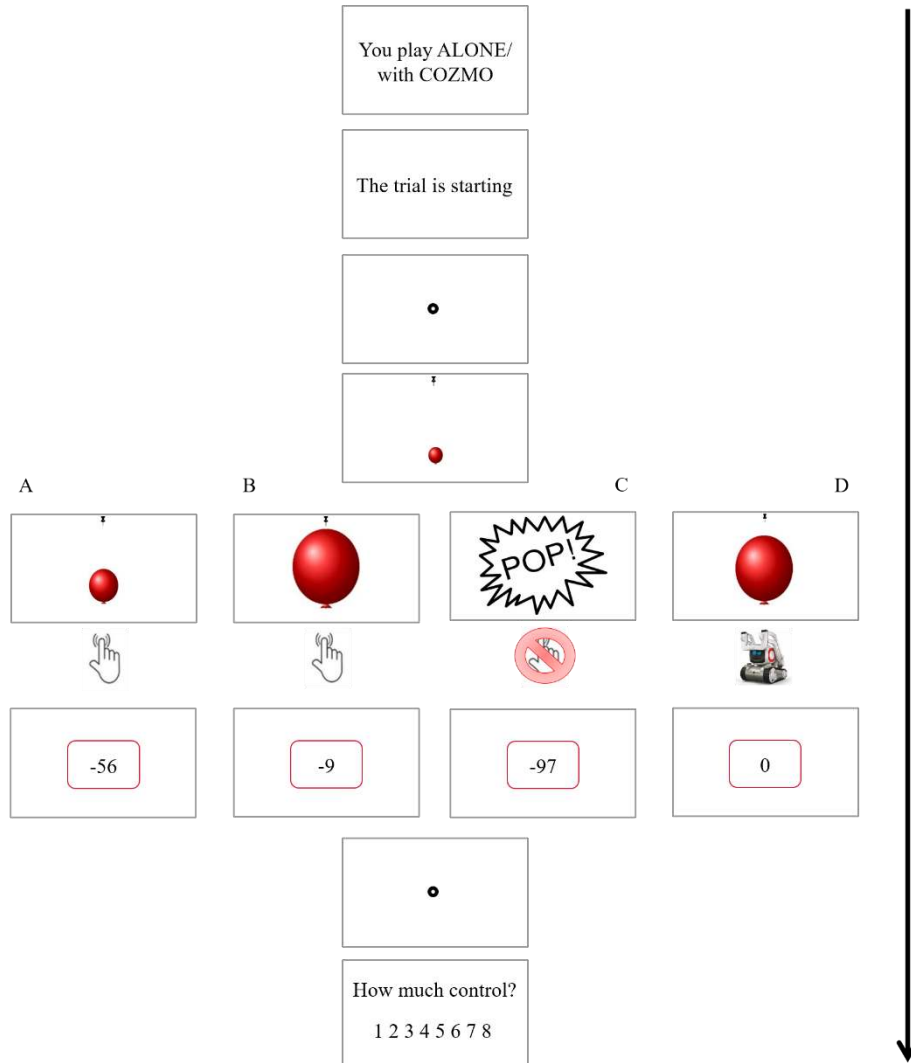 You play ALONE/
with COZMO
The trial is starting
A
B
C
D
POP!
-56
-9
-97
0
How much control?
1 2 3 4 5 6 7 8